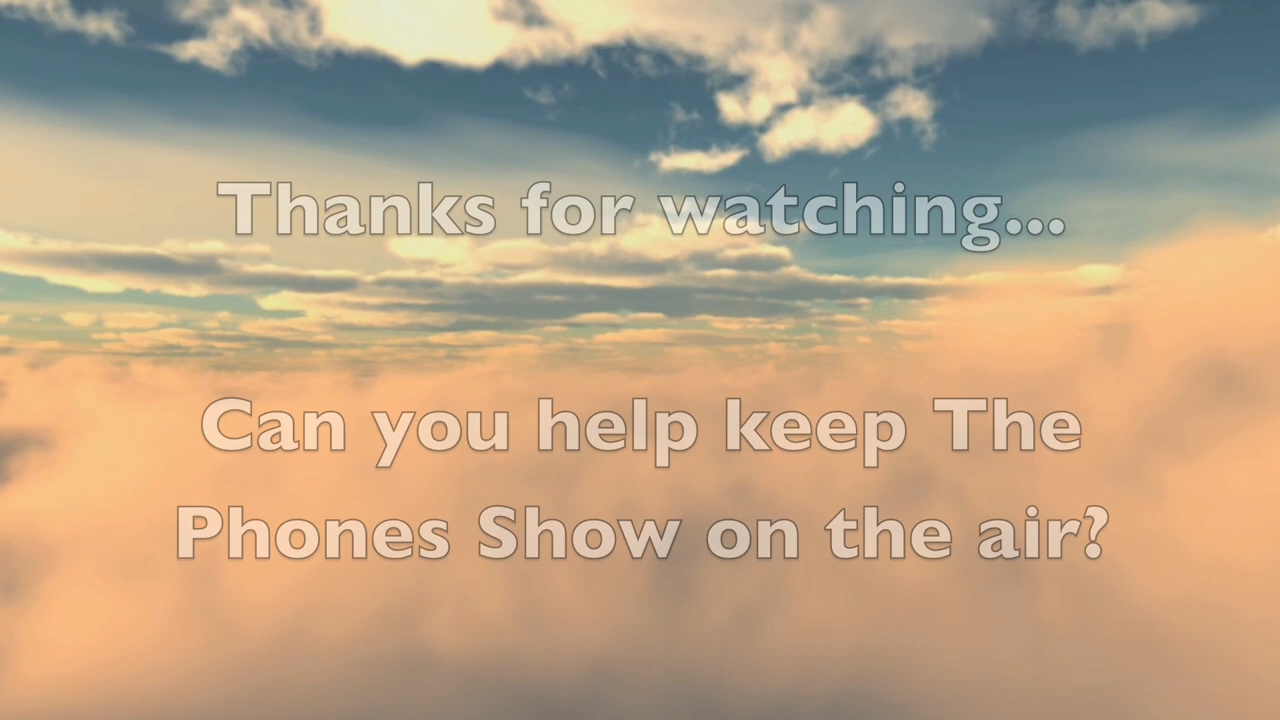 Thanks for watching...
Can you help keep The
Phones Show on the air?